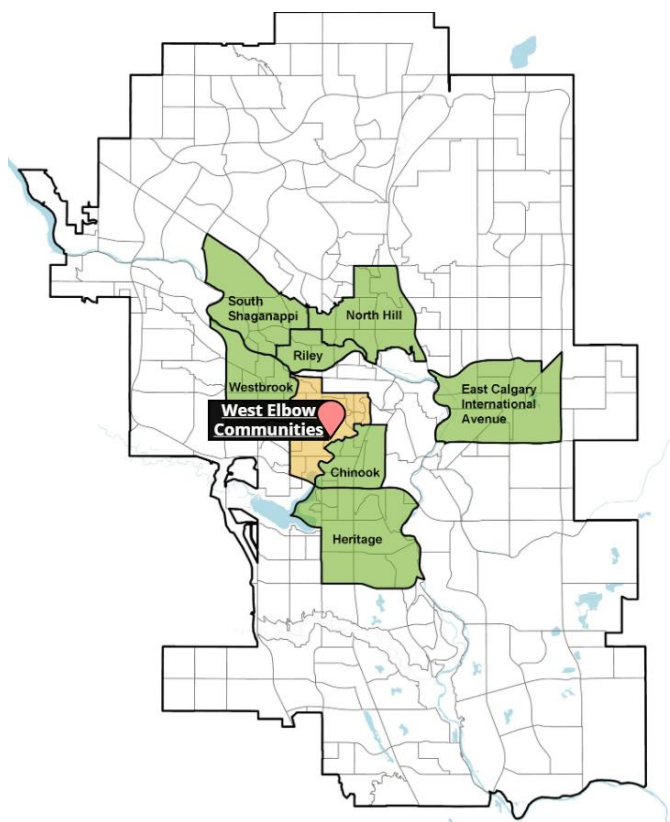 South
Shaganappi
North Hill
Riley
Westbrook
East Calgary
International
Avenue
West Elbow
Communities
Chinook
Heritage